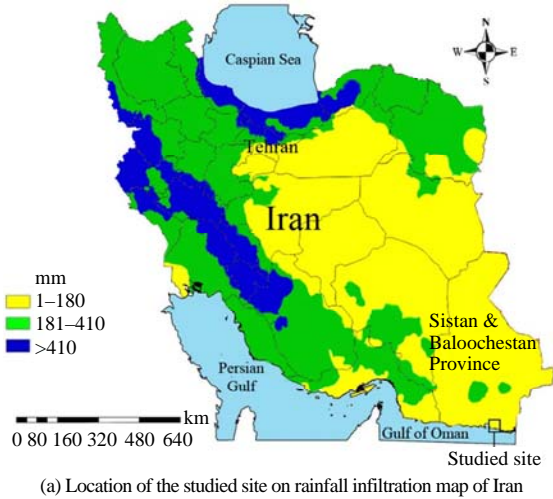 N
W E
S
Caspian Sea
Tehran
Iran
mm
1–180
181–410
>410
Sistan &
Baloochestan
Province
Persian
Gulf
km
0 80 160 320 480 640
Gulf of Oman
Studied site
(a) Location of the studied site on rainfall infiltration map of Iran